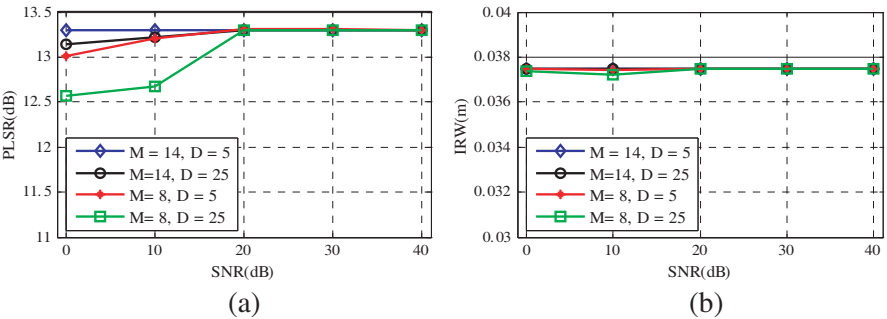 13.5
13
12.5
12
11.5
11
PLSR(dB)
M = 14, D = 5
M=14, D = 25
M= 8, D = 5
M= 8, D = 25
0 10 20 30 40
SNR(dB)
(a)
0.04
0.038
0.036
0.034
0.032
0.03
IRW(m)
M = 14, D = 5
M=14, D = 25
M= 8, D = 5
M= 8, D = 25
0 10 20 30 40
SNR(dB)
(b)